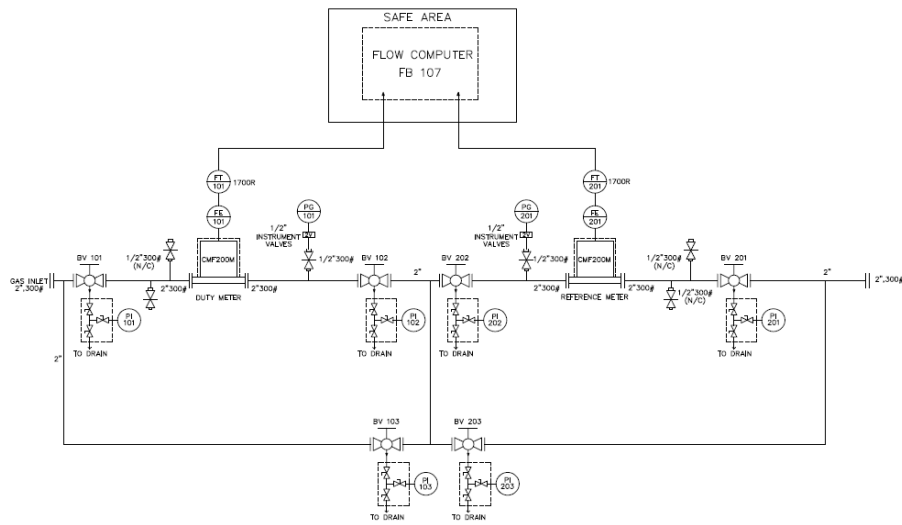 SAFE AREA
FLOW COMPUTER
FB 107
FT
101
1700R
FT
201
1700R
FE
101
FE
201
PG
101
PG
201
1/2"
INSTRUMENT
VALVES
2V
1/2"
INSTRUMENT
VALVES
2V
BV 101
1/2"300#
(N/C)
CMF200M
1/2"300#
BV 102
BV 202
1/2"300#
CMF200M
1/2"300#
(N/C)
BV 201
GAS INLET
2",300#
2"300#
DUTY METER
2"300#
2"
2"300#
REFERENCE METER
2"300#
1/2"300#
(N/C)
2"
2",300#
PI
101
PI
102
PI
202
PI
201
TO DRAIN
TO DRAIN
TO DRAIN
TO DRAIN
2"
BV 103
BV 203
PI
103
PI
203
TO DRAIN
TO DRAIN